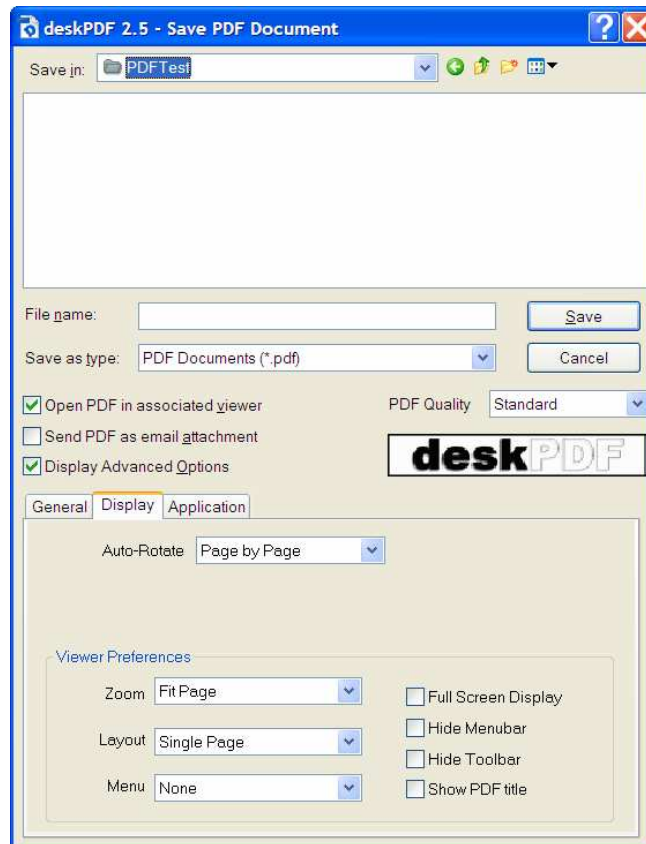 deskPDF 2.5 - Save PDF Document
Save in: PDFTest
File name: Save
Save as type: PDF Documents (*.pdf) Cancel
Open PDF in associated viewer PDF Quality Standard
Send PDF as email attachment
deskPDF
Display Advanced Options
General Display Application
Auto-Rotate Page by Page
Viewer Preferences
Zoom Fit Page Full Screen Display
Hide Menubar
Layout Single Page
Hide Toolbar
Menu None Show PDF title